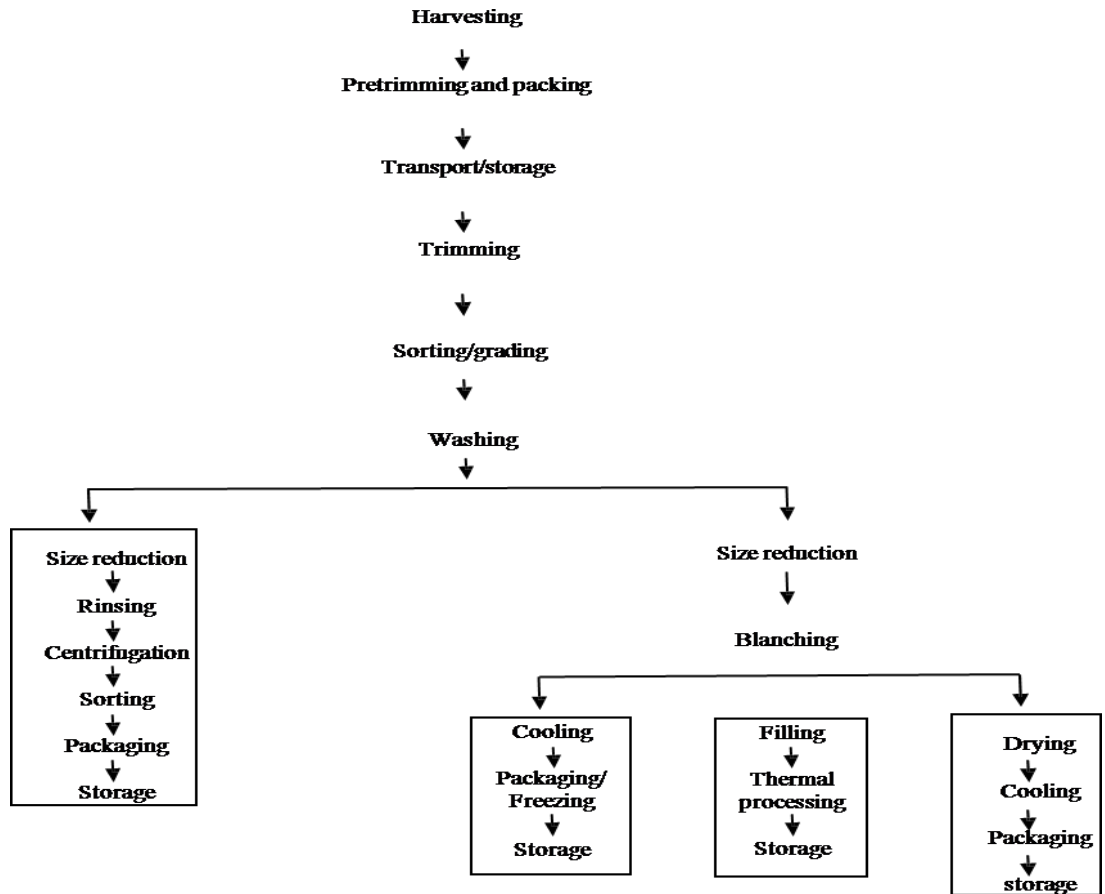 Harvesting
Pretrimming and packing
Transport/storage
Trimming
Sorting/grading
Washing
Size reduction
Rinsing
Centrifugation
Sorting
Packaging
Storage
Size reduction
Blanching
Cooling
Packaging/
Freezing
Storage
Filling
Thermal
processing
Storage
Drying
Cooling
Packaging
storage